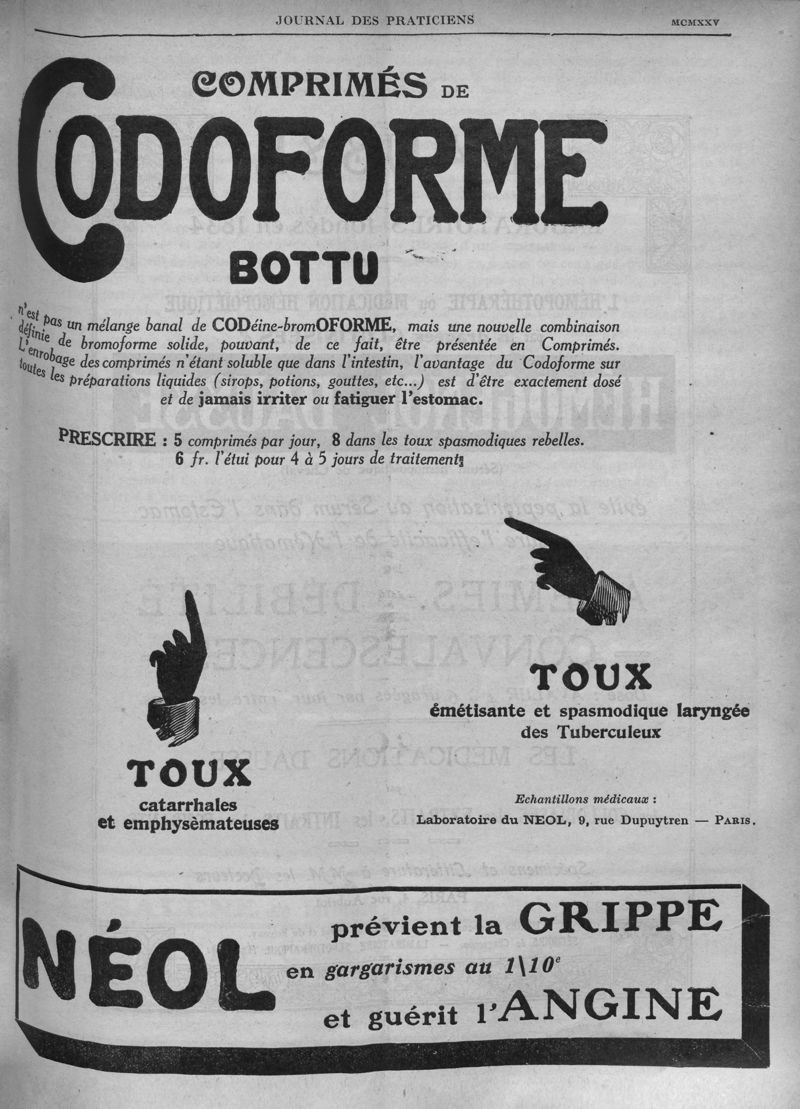 JOURNAL DES PRATICIENS
MCMXXV
COMPRIMÉS DE
CODOFORME
BOTTU
n'est pas un mélange banal de CODéine-bromOFORME, mais une nouvelle combinaison
définie de bromoforme solide, pouvant, de ce fait, être présentée en Comprimés.
L'enrobage des comprimés n'étant soluble que dans l'intestin, l'avantage du Codoforme sur
toutes les préparations liquides (sirops, potions, gouttes, etc...) est d'être exactement dosé
et de jamais irriter ou fatiguer l'estomac.
PRESCRIRE : 5 comprimés par jour, 8 dans les toux spasmodiques rebelles.
6 fr. l'étui pour 4 à 5 jours de traitement
TOUX
émétisante et spasmodique laryngée
des Tuberculeux
TOUX
catarrhales
et emphysèmateuses
Echantillons médicaux :
Laboratoire du NEOL, 9, rue Dupuytren — PARIS.
NÉOL
prévient la GRIPPE
en gargarismes au 1\10e
et guérit l'ANGINE